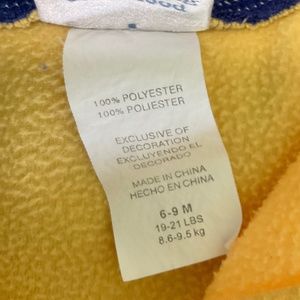 100% POLYESTER
100% POLIESTER
EXCLUSIVE OF
DECORATION
EXCLUYENDO EL
DECORADO
MADE IN CHINA
HECHO EN CHINA
6-9 M
19-21 LBS
8.6-9.5 kg